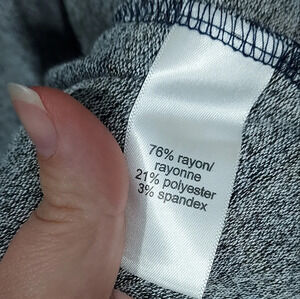 76% rayon/
rayonne
21% polyester
3% spandex